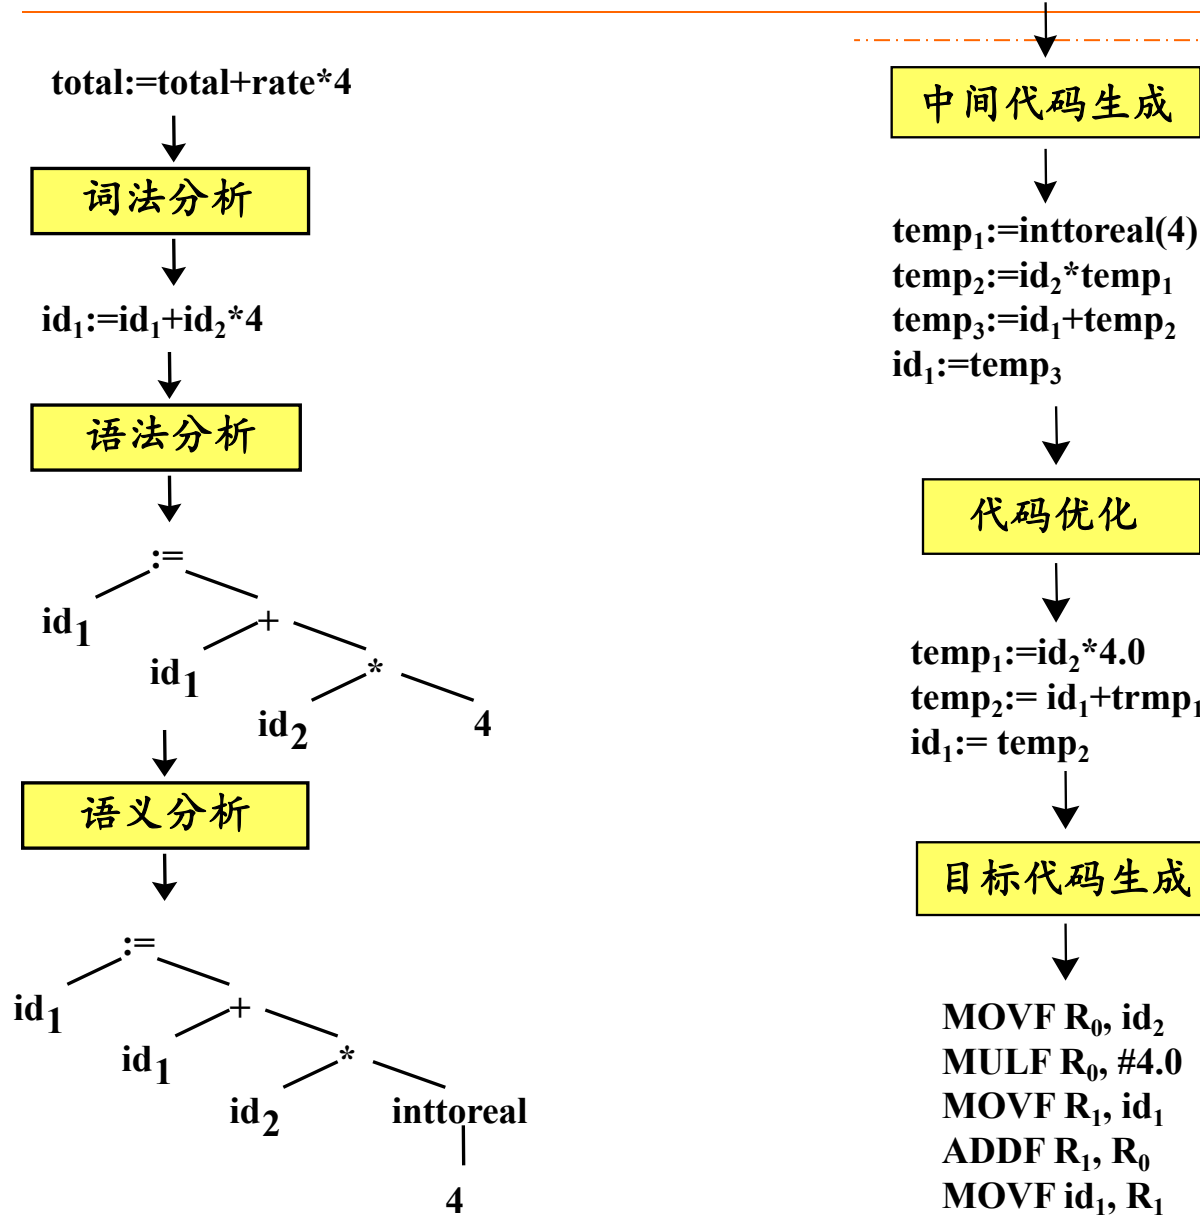 total:=total+rate*4
词法分析
id₁:=id₁+id₂*4
语法分析
:=
id₁ +
id₁ *
id₂ 4
语义分析
:=
id₁ +
id₁ *
id₂ inttoreal
4
中间代码生成
temp₁:=inttoreal(4)
temp₂:=id₂*temp₁
temp₃:=id₁+temp₂
id₁:=temp₃
代码优化
temp₁:=id₂*4.0
temp₂:= id₁+trmp₁
id₁:= temp₂
目标代码生成
MOVF R₀, id₂
MULF R₀, #4.0
MOVF R₁, id₁
ADDF R₁, R₀
MOVF id₁, R₁